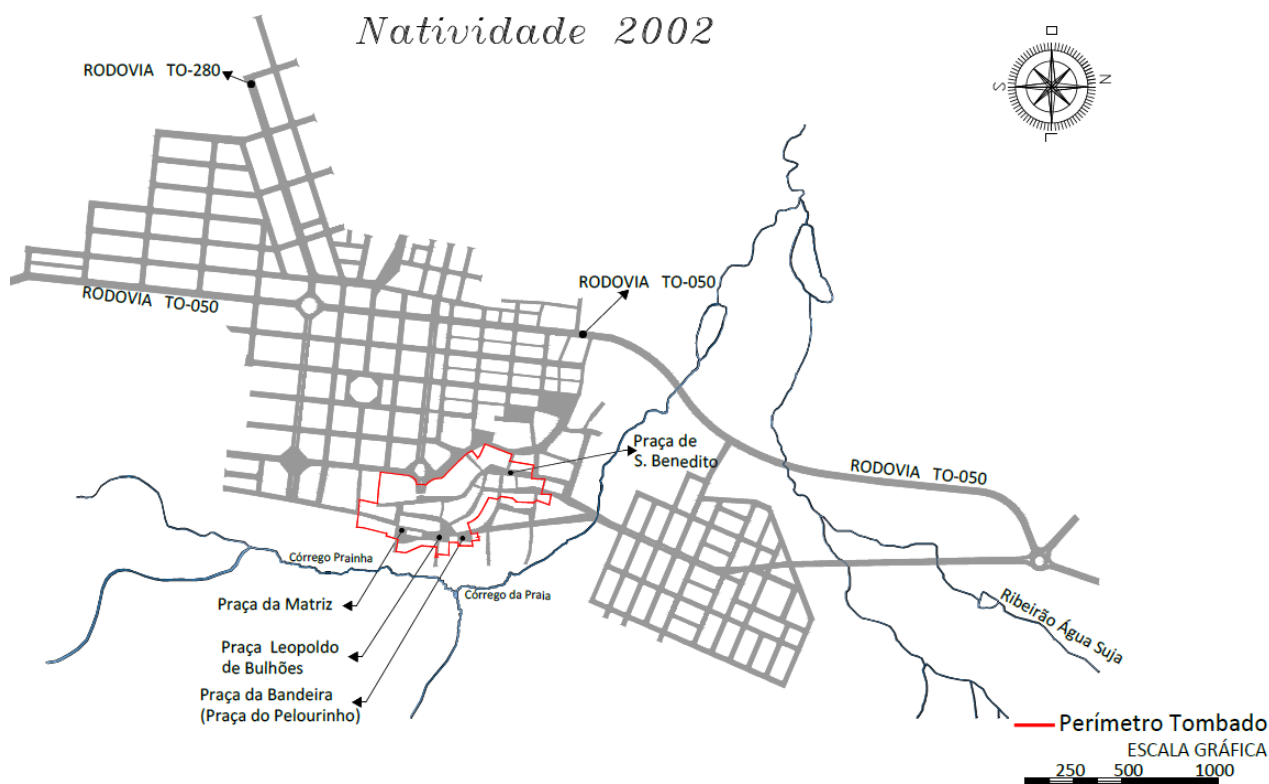 Natividade 2002
RODOVIA TO-280
O
S
N
L
RODOVIA TO-050
RODOVIA TO-050
Praça de
S. Benedito
RODOVIA TO-050
Córrego Prainha
Córrego da Praia
Praça da Matriz
Ribeirão Água Suja
Praça Leopoldo
de Bulhões
Praça da Bandeira
(Praça do Pelourinho)
Perímetro Tombado
ESCALA GRÁFICA
250 500 1000